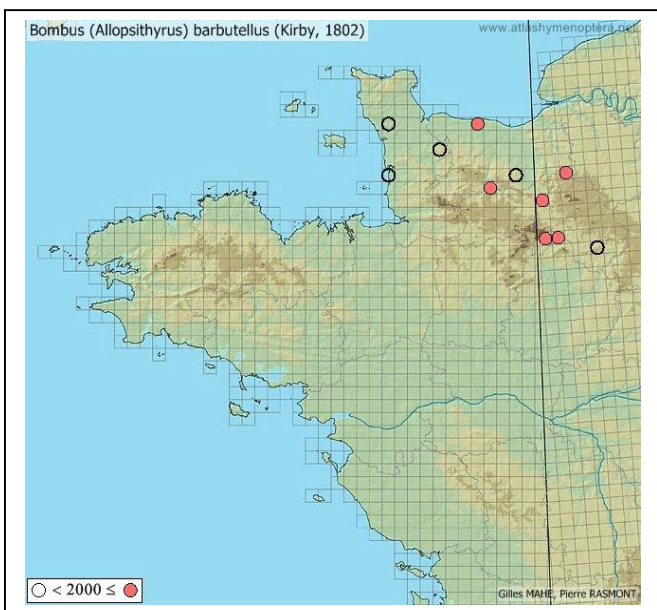 Bombus (Allopsithyrus) barbutellus (Kirby, 1802)
www.atlashymenoptera.net
< 2000 ≤
Gilles MAHE, Pierre RASMONT